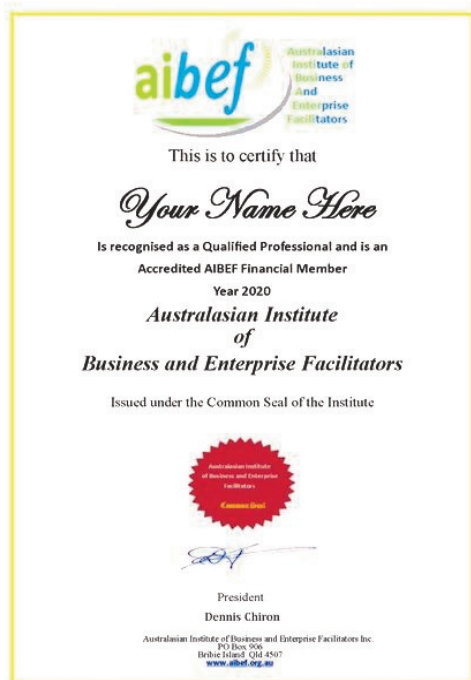 aibef
Australasian
Institute of
Business
And
Enterprise
Facilitators
This is to certify that
Your Name Here
Is recognised as a Qualified Professional and is an
Accredited AIBEF Financial Member
Year 2020
Australasian Institute
of
Business and Enterprise Facilitators
Issued under the Common Seal of the Institute
Australasian Institute
of Business and Enterprise
Facilitators
Common Seal
President
Dennis Chiron
Australasian Institute of Business and Enterprise Facilitators Inc.
PO Box 906
Bribie Island Qld 4507
www.aibef.org.au